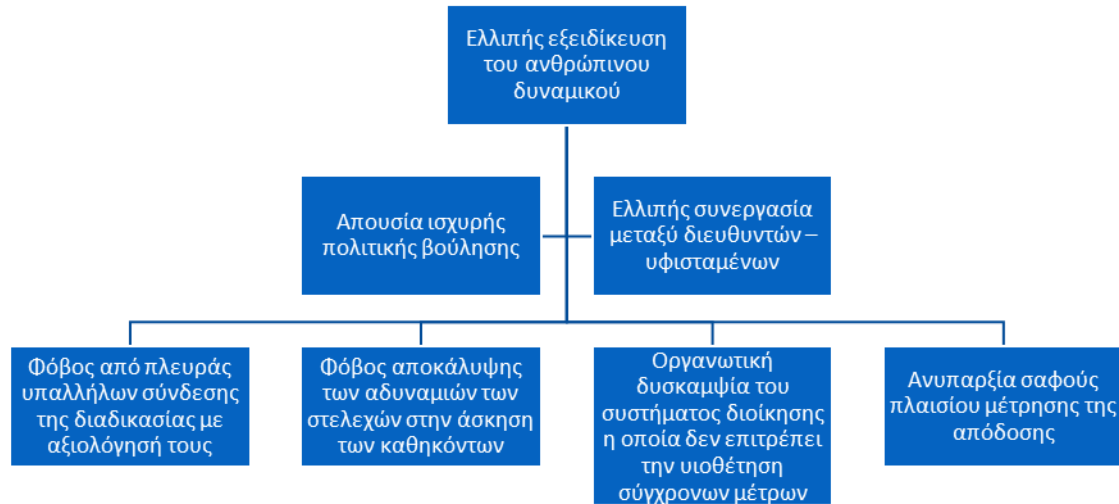 Ελλιπής εξειδίκευση
του ανθρώπινου
δυναμικού
Απουσία ισχυρής
πολιτικής βούλησης
Ελλιπής συνεργασία
μεταξύ διευθυντών –
υφισταμένων
Φόβος από πλευράς
υπαλλήλων σύνδεσης
της διαδικασίας με
αξιολόγησή τους
Φόβος αποκάλυψης
των αδυναμιών των
στελεχών στην άσκηση
των καθηκόντων
Οργανωτική
δυσκαμψία του
συστήματος διοίκησης
η οποία δεν επιτρέπει
την υιοθέτηση
σύγχρονων μέτρων
Ανυπαρξία σαφούς
πλαισίου μέτρησης της
απόδοσης